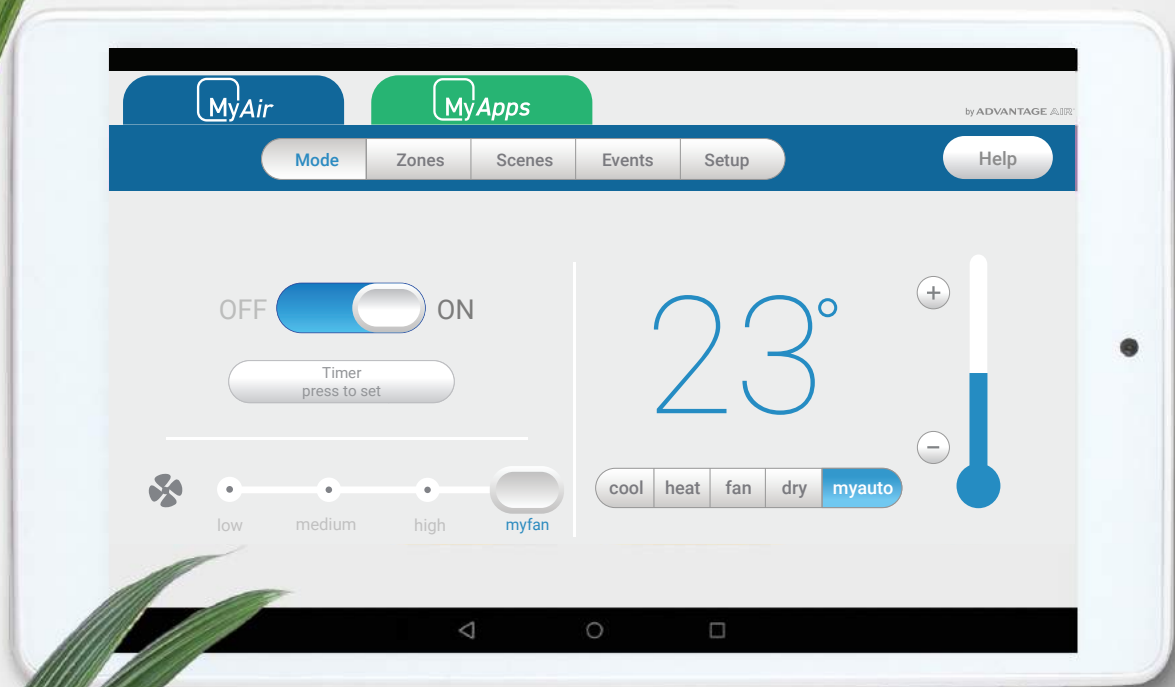 MyAir
MyApps
by ADVANTAGE AIR
Mode
Zones
Scenes
Events
Setup
Help
OFF
ON
Timer
press to set
23°
+
−
low
medium
high
myfan
cool
heat
fan
dry
myauto